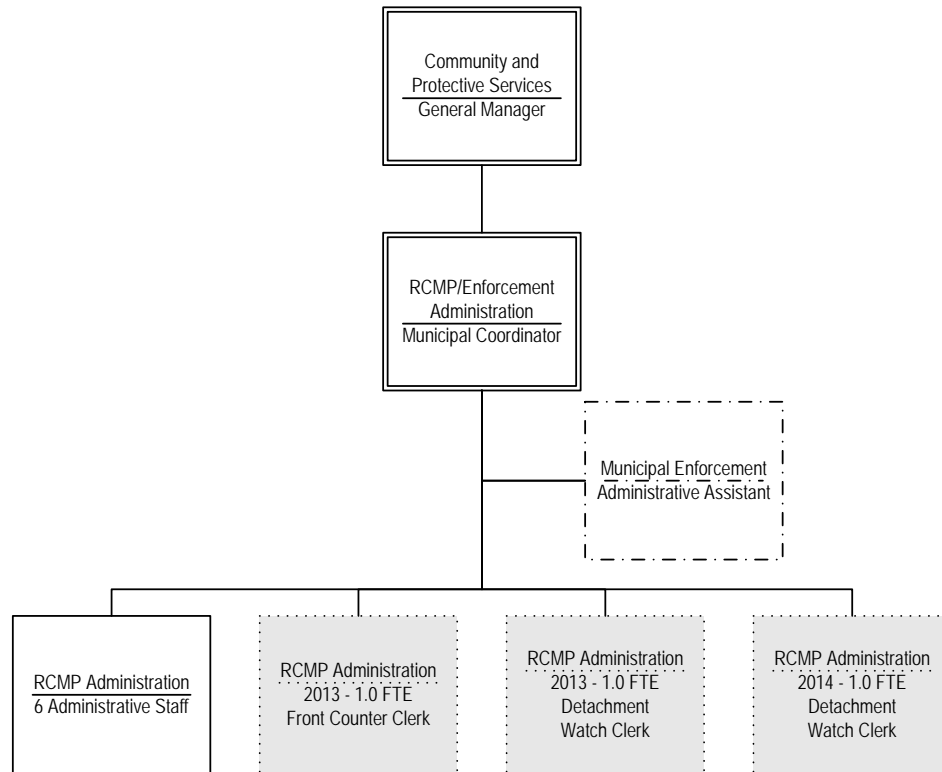 Community and
Protective Services
General Manager
RCMP/Enforcement
Administration
Municipal Coordinator
Municipal Enforcement
Administrative Assistant
RCMP Administration
6 Administrative Staff
RCMP Administration
2013 - 1.0 FTE
Front Counter Clerk
RCMP Administration
2013 - 1.0 FTE
Detachment
Watch Clerk
RCMP Administration
2014 - 1.0 FTE
Detachment
Watch Clerk